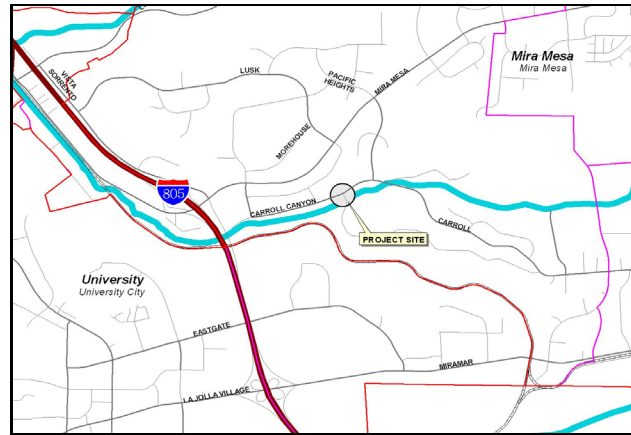 Mira Mesa
Mira Mesa
VISTA
SORRENTO
LUSK
PACIFIC
HEIGHTS
MIRA MESA
MOREHOUSE
805
CARROLL CANYON
CARROLL
PROJECT SITE
University
University City
EASTGATE
MIRAMAR
LA JOLLA VILLAGE